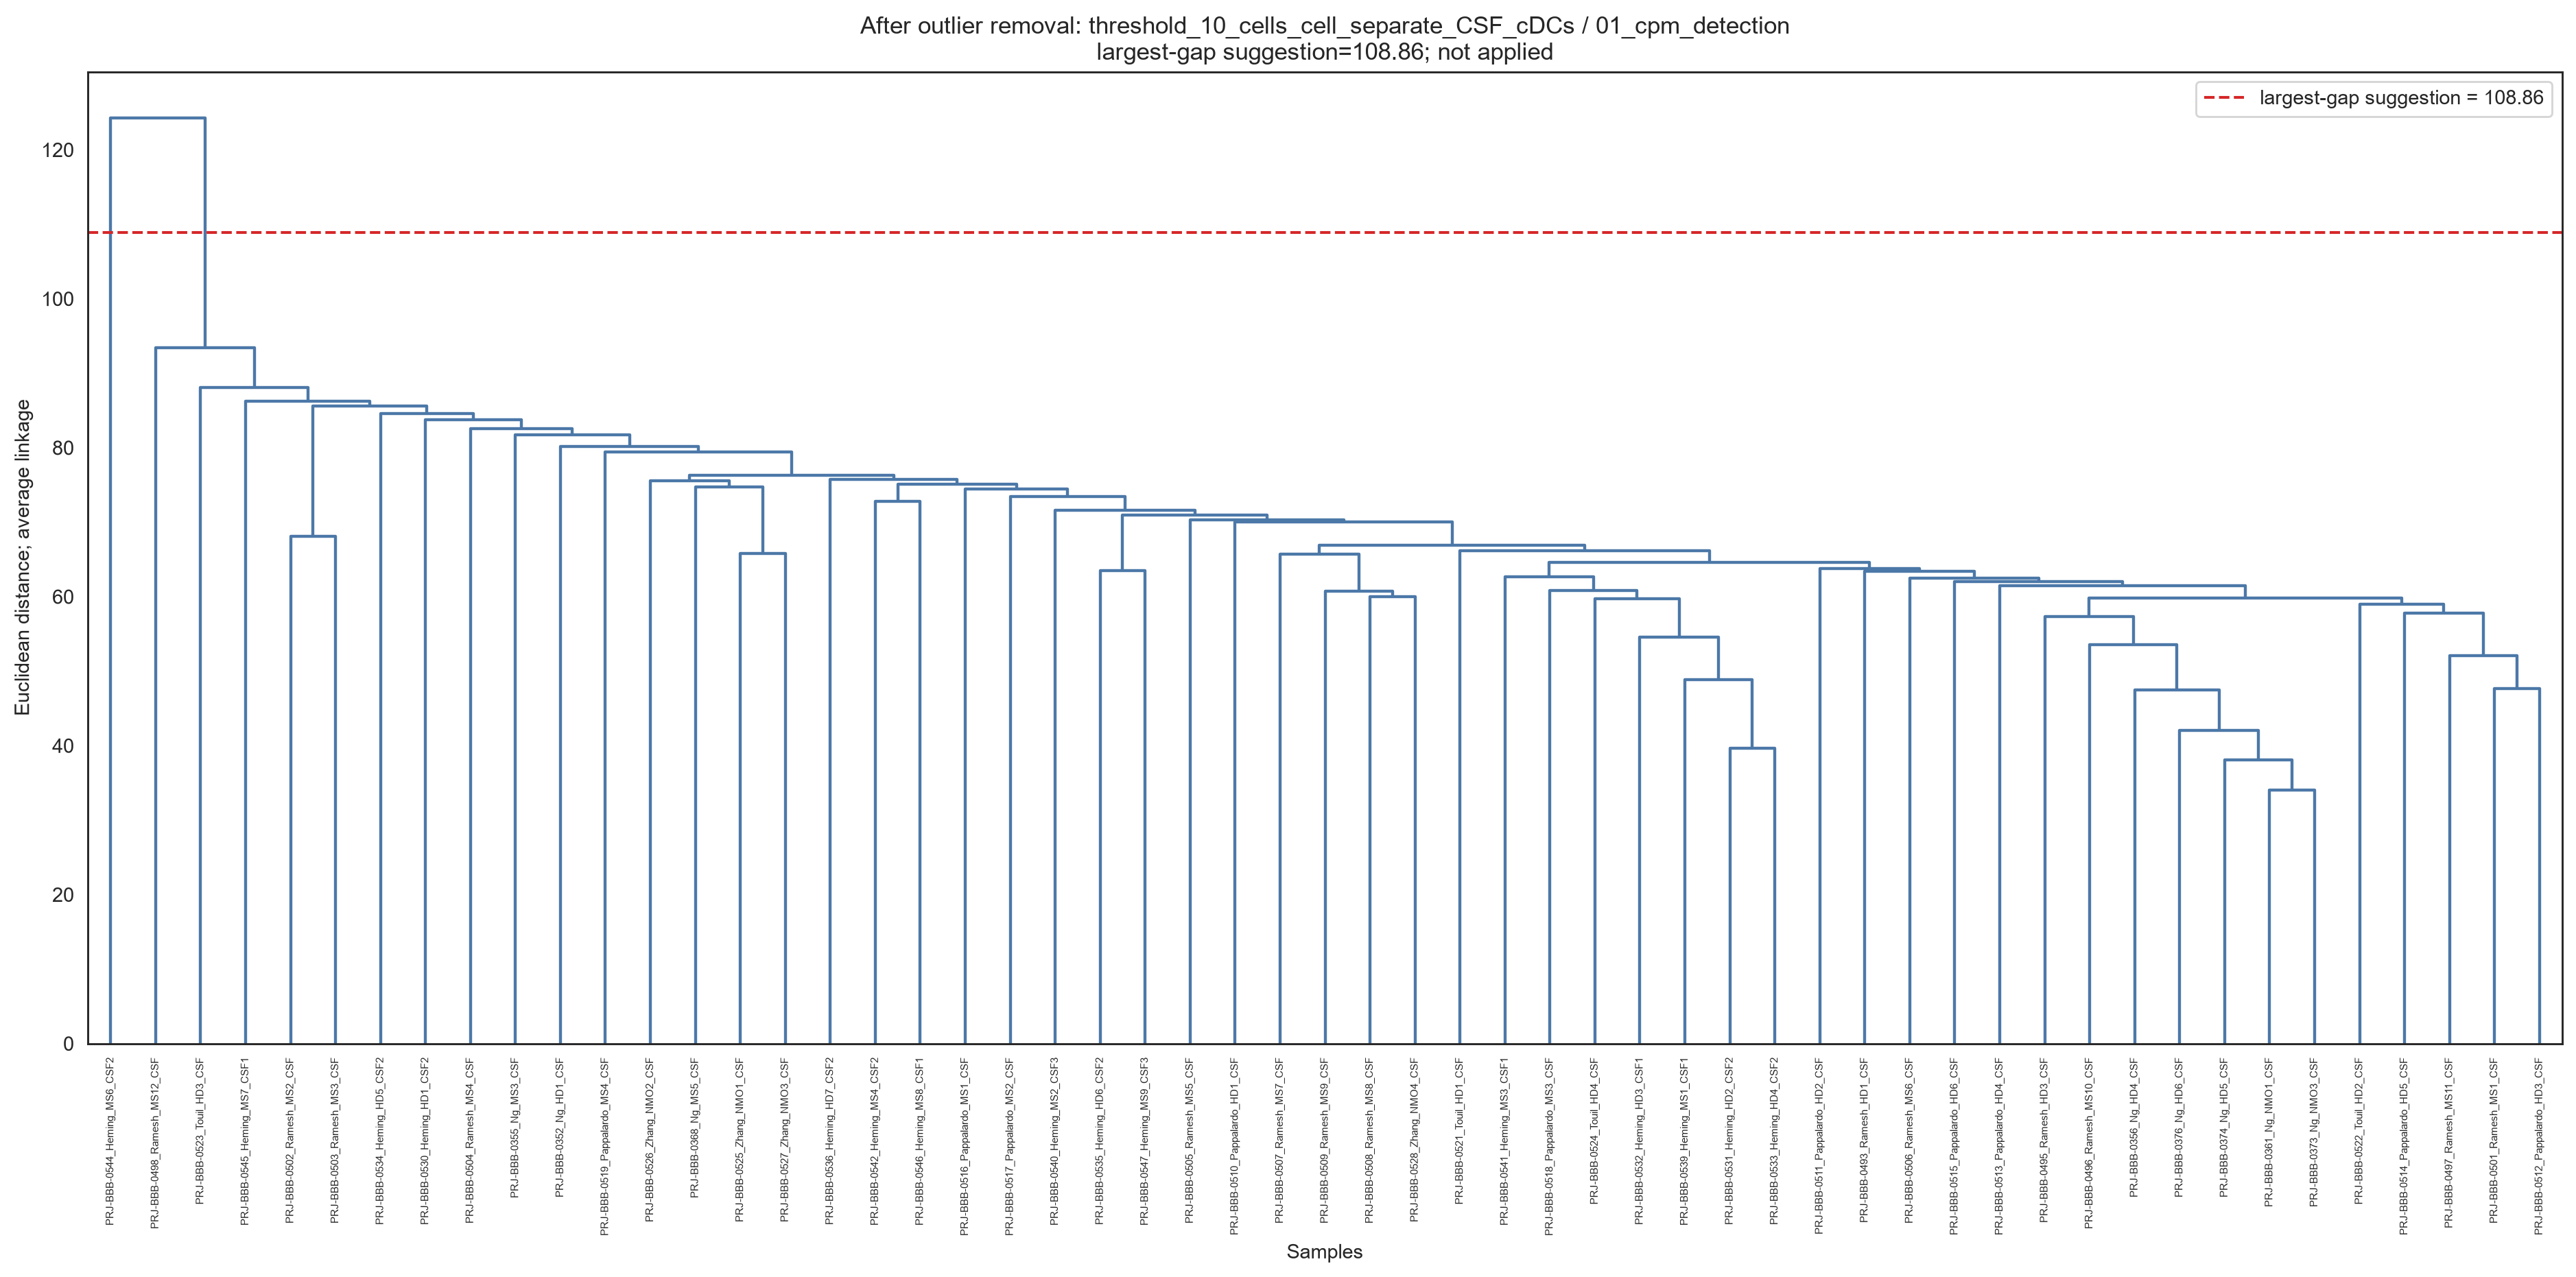 After outlier removal: threshold_10_cells_cell_separate_CSF_cDCs / 01_cpm_detection
largest-gap suggestion=108.86; not applied
largest-gap suggestion = 108.86
Euclidean distance; average linkage
120
100
80
60
40
20
0
PRJ-BBB-0544_Heming_MS6_CSF2
PRJ-BBB-0498_Ramesh_MS12_CSF
PRJ-BBB-0523_Touil_HD3_CSF
PRJ-BBB-0545_Heming_MS7_CSF1
PRJ-BBB-0502_Ramesh_MS2_CSF
PRJ-BBB-0503_Ramesh_MS3_CSF
PRJ-BBB-0534_Heming_HD5_CSF2
PRJ-BBB-0530_Heming_HD1_CSF2
PRJ-BBB-0504_Ramesh_MS4_CSF
PRJ-BBB-0355_Ng_MS3_CSF
PRJ-BBB-0352_Ng_HD1_CSF
PRJ-BBB-0519_Pappalardo_MS4_CSF
PRJ-BBB-0526_Zhang_NMO2_CSF
PRJ-BBB-0368_Ng_MS5_CSF
PRJ-BBB-0525_Zhang_NMO1_CSF
PRJ-BBB-0527_Zhang_NMO3_CSF
PRJ-BBB-0536_Heming_HD7_CSF2
PRJ-BBB-0542_Heming_MS4_CSF2
PRJ-BBB-0546_Heming_MS8_CSF1
PRJ-BBB-0516_Pappalardo_MS1_CSF
PRJ-BBB-0517_Pappalardo_MS2_CSF
PRJ-BBB-0540_Heming_MS2_CSF3
PRJ-BBB-0535_Heming_HD6_CSF2
PRJ-BBB-0547_Heming_MS9_CSF3
PRJ-BBB-0505_Ramesh_MS5_CSF
PRJ-BBB-0510_Pappalardo_HD1_CSF
PRJ-BBB-0507_Ramesh_MS7_CSF
PRJ-BBB-0509_Ramesh_MS9_CSF
PRJ-BBB-0508_Ramesh_MS8_CSF
PRJ-BBB-0528_Zhang_NMO4_CSF
PRJ-BBB-0521_Touil_HD1_CSF
PRJ-BBB-0541_Heming_MS3_CSF1
PRJ-BBB-0518_Pappalardo_MS3_CSF
PRJ-BBB-0524_Touil_HD4_CSF
PRJ-BBB-0532_Heming_HD3_CSF1
PRJ-BBB-0539_Heming_MS1_CSF1
PRJ-BBB-0531_Heming_HD2_CSF2
PRJ-BBB-0533_Heming_HD4_CSF2
PRJ-BBB-0511_Pappalardo_HD2_CSF
PRJ-BBB-0493_Ramesh_HD1_CSF
PRJ-BBB-0506_Ramesh_MS6_CSF
PRJ-BBB-0515_Pappalardo_HD6_CSF
PRJ-BBB-0513_Pappalardo_HD4_CSF
PRJ-BBB-0495_Ramesh_HD3_CSF
PRJ-BBB-0496_Ramesh_MS10_CSF
PRJ-BBB-0356_Ng_HD4_CSF
PRJ-BBB-0376_Ng_HD6_CSF
PRJ-BBB-0374_Ng_HD5_CSF
PRJ-BBB-0361_Ng_NMO1_CSF
PRJ-BBB-0373_Ng_NMO3_CSF
PRJ-BBB-0522_Touil_HD2_CSF
PRJ-BBB-0514_Pappalardo_HD5_CSF
PRJ-BBB-0497_Ramesh_MS11_CSF
PRJ-BBB-0501_Ramesh_MS1_CSF
PRJ-BBB-0512_Pappalardo_HD3_CSF
Samples